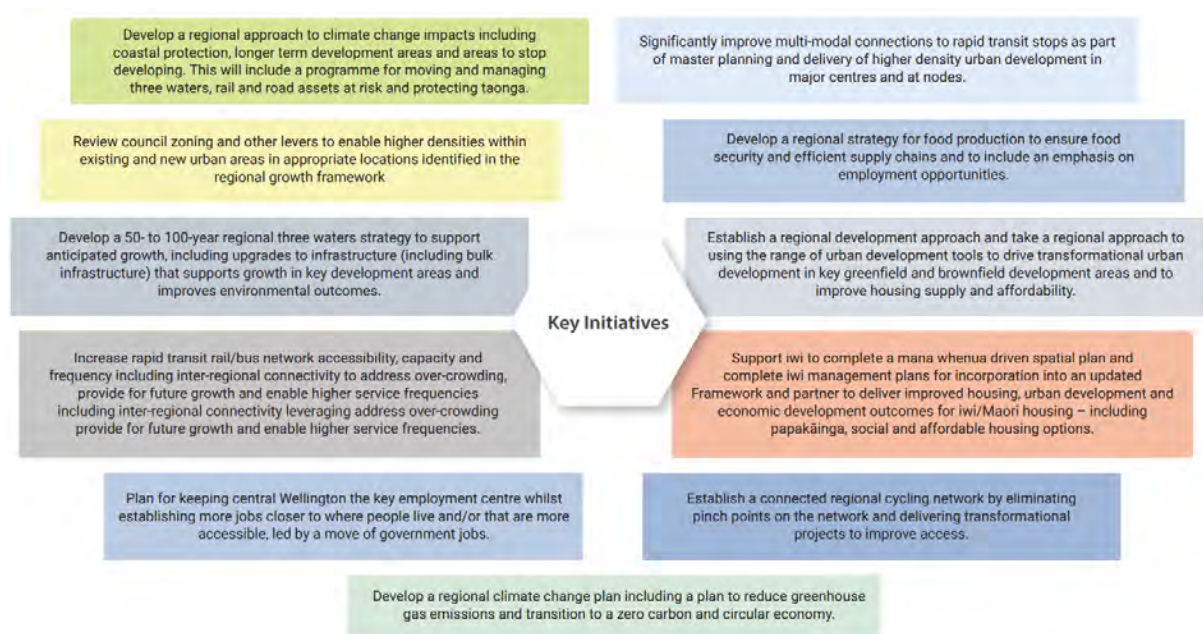 Develop a regional approach to climate change impacts including
coastal protection, longer term development areas and areas to stop
developing. This will include a programme for moving and managing
three waters, rail and road assets at risk and protecting taonga.
Significantly improve multi-modal connections to rapid transit stops as part
of master planning and delivery of higher density urban development in
major centres and at nodes.
Review council zoning and other levers to enable higher densities within
existing and new urban areas in appropriate locations identified in the
regional growth framework
Develop a regional strategy for food production to ensure food
security and efficient supply chains and to include an emphasis on
employment opportunities.
Develop a 50- to 100-year regional three waters strategy to support
anticipated growth, including upgrades to infrastructure (including bulk
infrastructure) that supports growth in key development areas and
improves environmental outcomes.
Establish a regional development approach and take a regional approach to
using the range of urban development tools to drive transformational urban
development in key greenfield and brownfield development areas and to
improve housing supply and affordability.
Key Initiatives
Increase rapid transit rail/bus network accessibility, capacity and
frequency including inter-regional connectivity to address over-crowding,
provide for future growth and enable higher service frequencies
including inter-regional connectivity leveraging address over-crowding
provide for future growth and enable higher service frequencies.
Support iwi to complete a mana whenua driven spatial plan and
complete iwi management plans for incorporation into an updated
Framework and partner to deliver improved housing, urban development and
economic development outcomes for iwi/Maori housing – including
papakāinga, social and affordable housing options.
Plan for keeping central Wellington the key employment centre whilst
establishing more jobs closer to where people live and/or that are more
accessible, led by a move of government jobs.
Establish a connected regional cycling network by eliminating
pinch points on the network and delivering transformational
projects to improve access.
Develop a regional climate change plan including a plan to reduce greenhouse
gas emissions and transition to a zero carbon and circular economy.